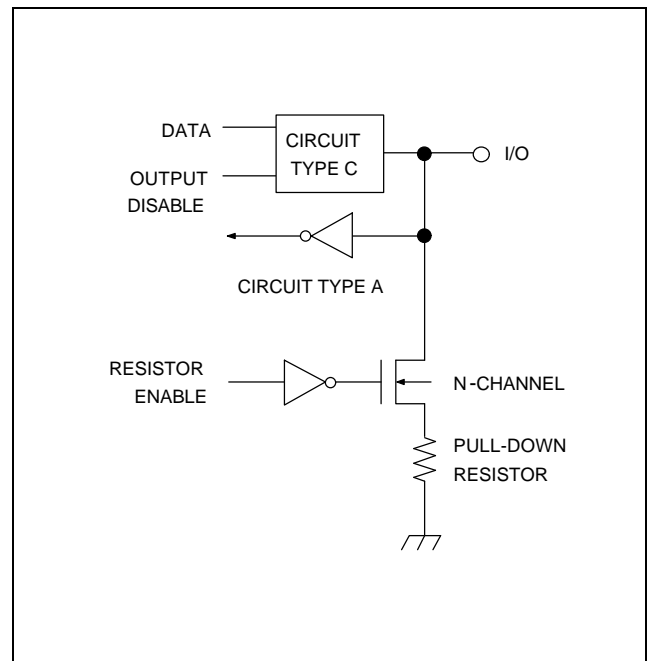 DATA
OUTPUT
DISABLE
CIRCUIT
TYPE C
I/O
CIRCUIT TYPE A
RESISTOR
ENABLE
N-CHANNEL
PULL-DOWN
RESISTOR